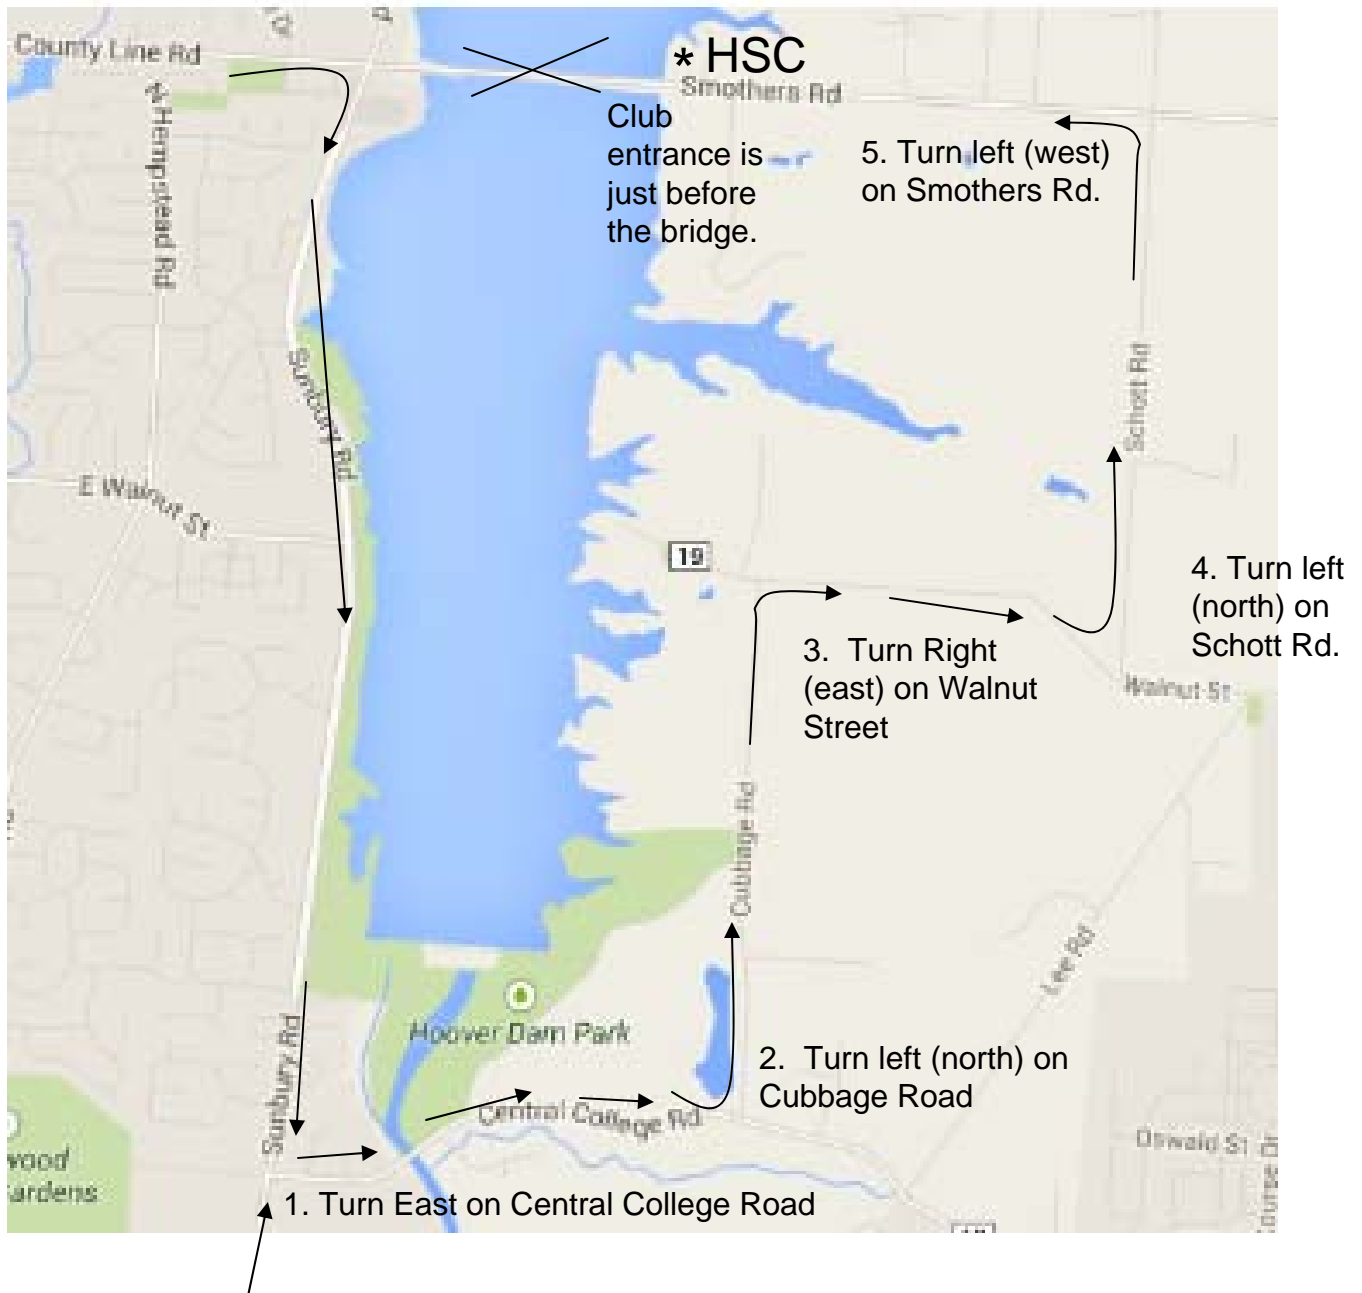 County Line Rd
* HSC
Smothers Rd
Club
entrance is
just before
the bridge.
5. Turn left (west)
on Smothers Rd.
Hempstead Rd
Sunbury Rd
Schott Rd
E Walnut St
19
4. Turn left
(north) on
Schott Rd.
3. Turn Right
(east) on Walnut
Street
Walnut St
Cubbage Rd
Lee Rd
Hoover Dam Park
2. Turn left (north) on
Cubbage Road
Sunbury Rd
Central College Rd
Oswald St
wood
ardens
1. Turn East on Central College Road
ourse Dr